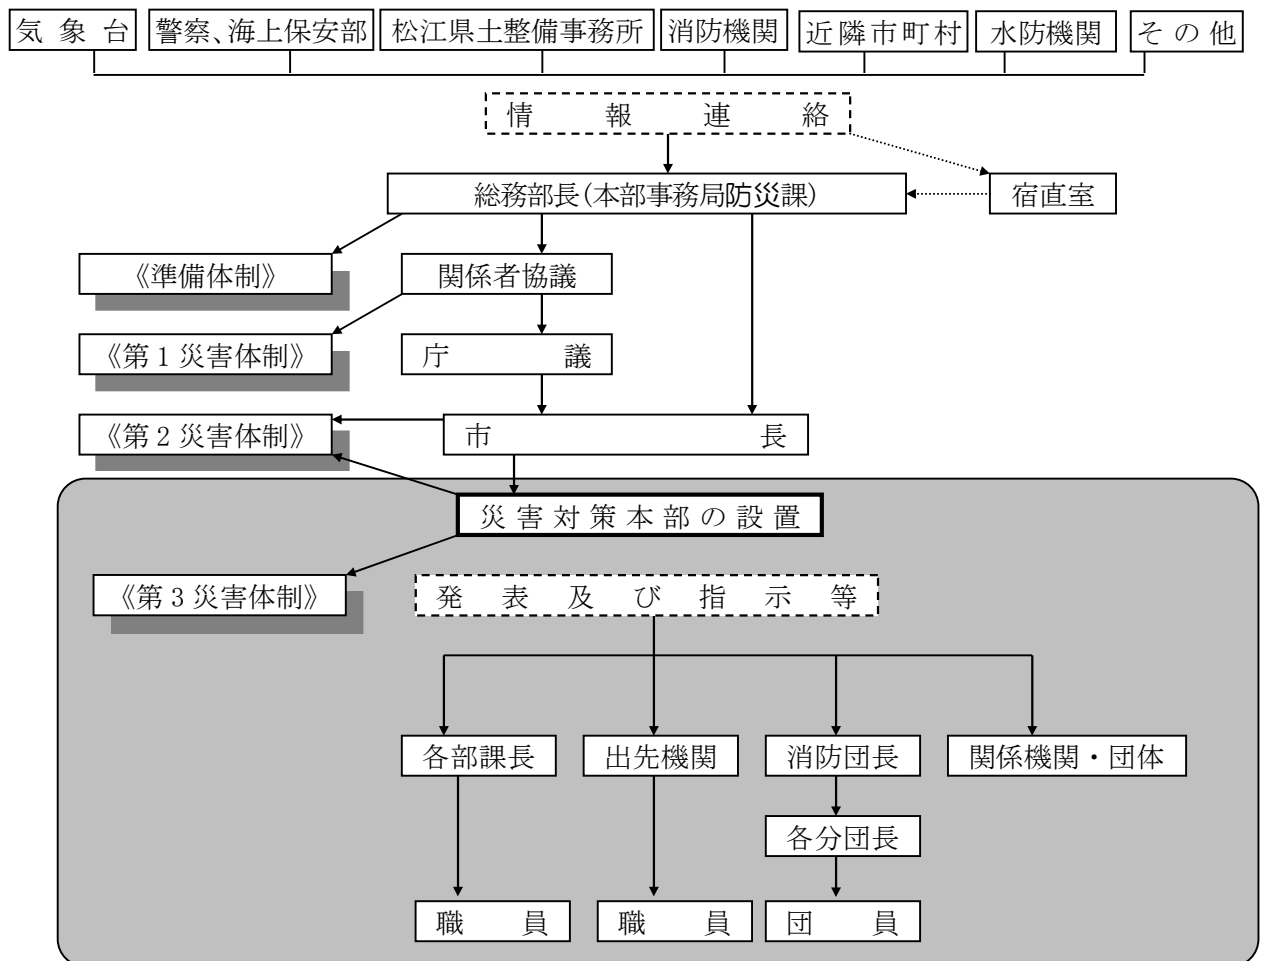 気象台 警察、海上保安部 松江県土整備事務所 消防機関 近隣市町村 水防機関 その他
情報連絡
総務部長(本部事務局防災課) 宿直室
《準備体制》 関係者協議
《第1災害体制》 庁議
《第2災害体制》 市長
災害対策本部の設置
《第3災害体制》 発表及び指示等
各部課長 出先機関 消防団長 関係機関・団体
各分団長
職員 職員 団員